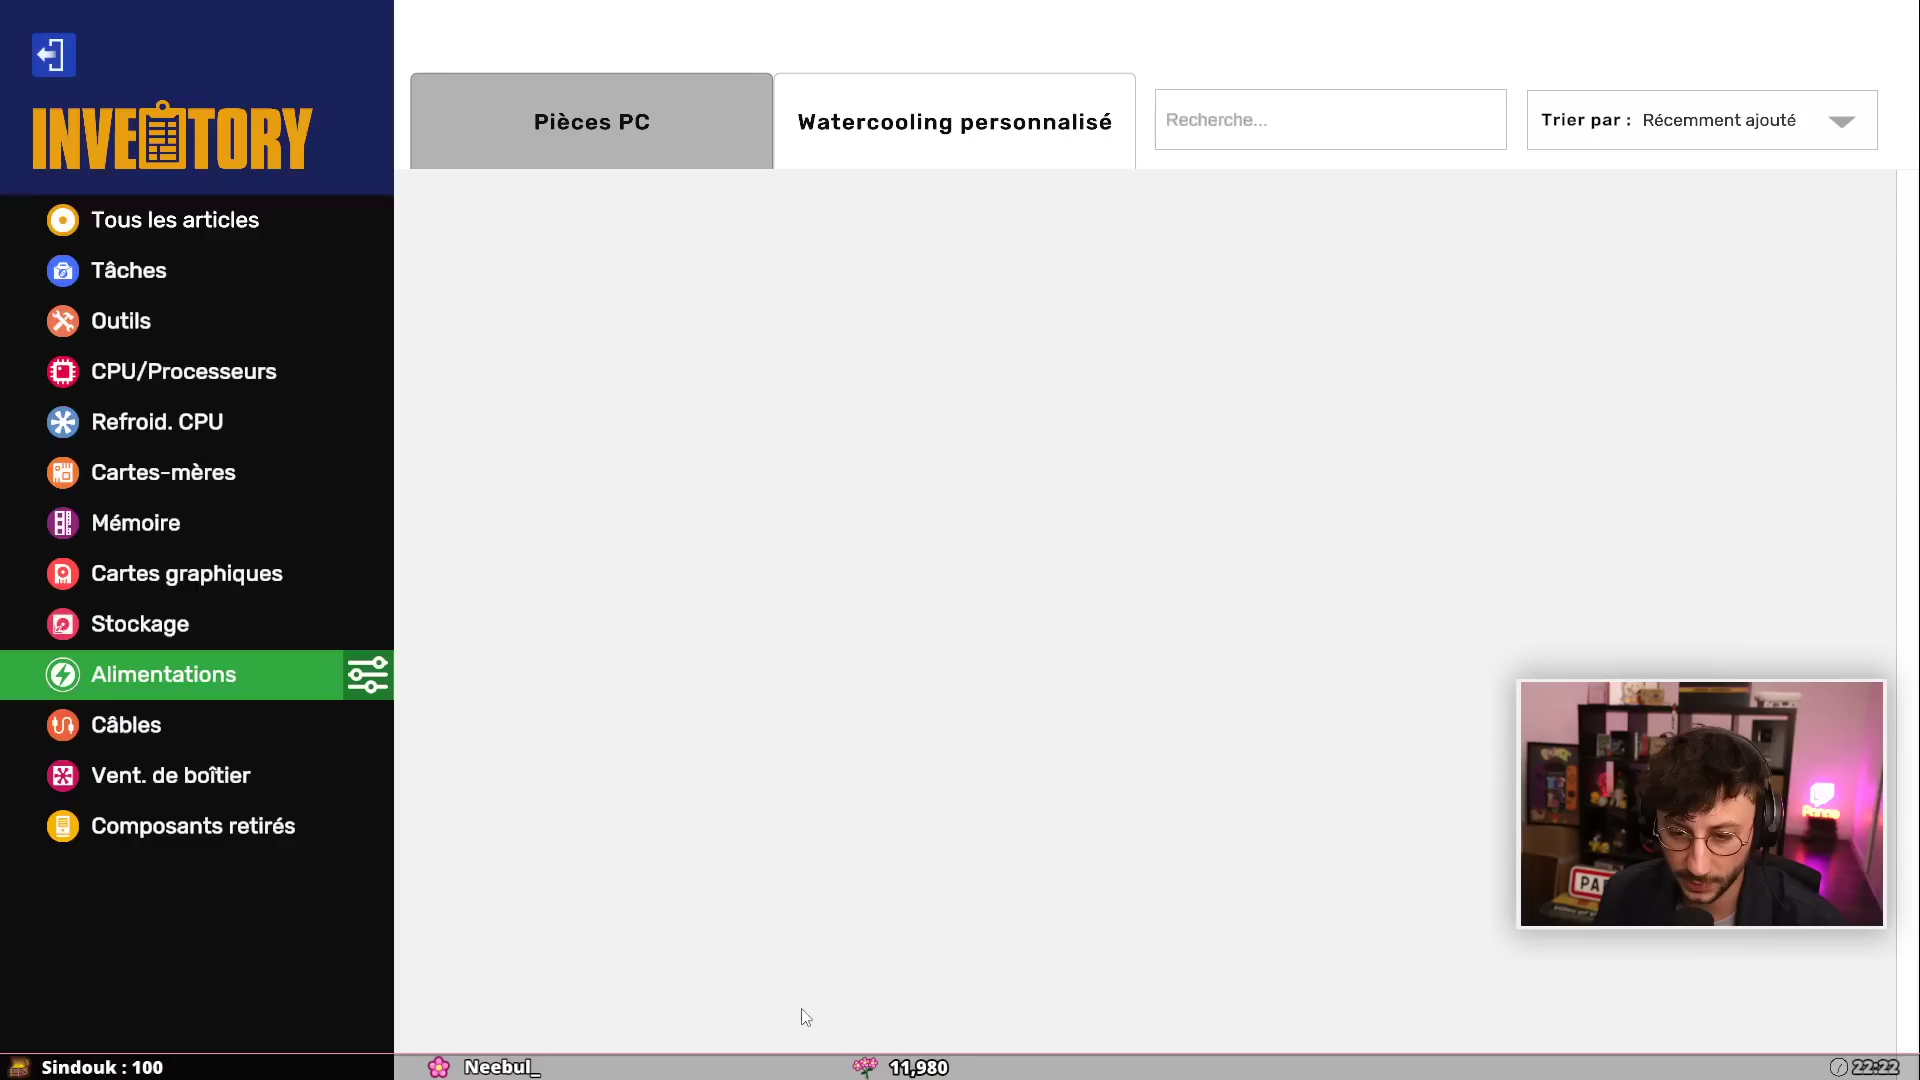 INVENTORY
Pièces PC
Watercooling personnalisé
Recherche...
Trier par : Récemment ajouté
Tous les articles
Tâches
Outils
CPU/Processeurs
Refroid. CPU
Cartes-mères
Mémoire
Cartes graphiques
Stockage
Alimentations
Câbles
Vent. de boîtier
Composants retirés
PA
Sindouk : 100
Neebul_
11,980
22:22